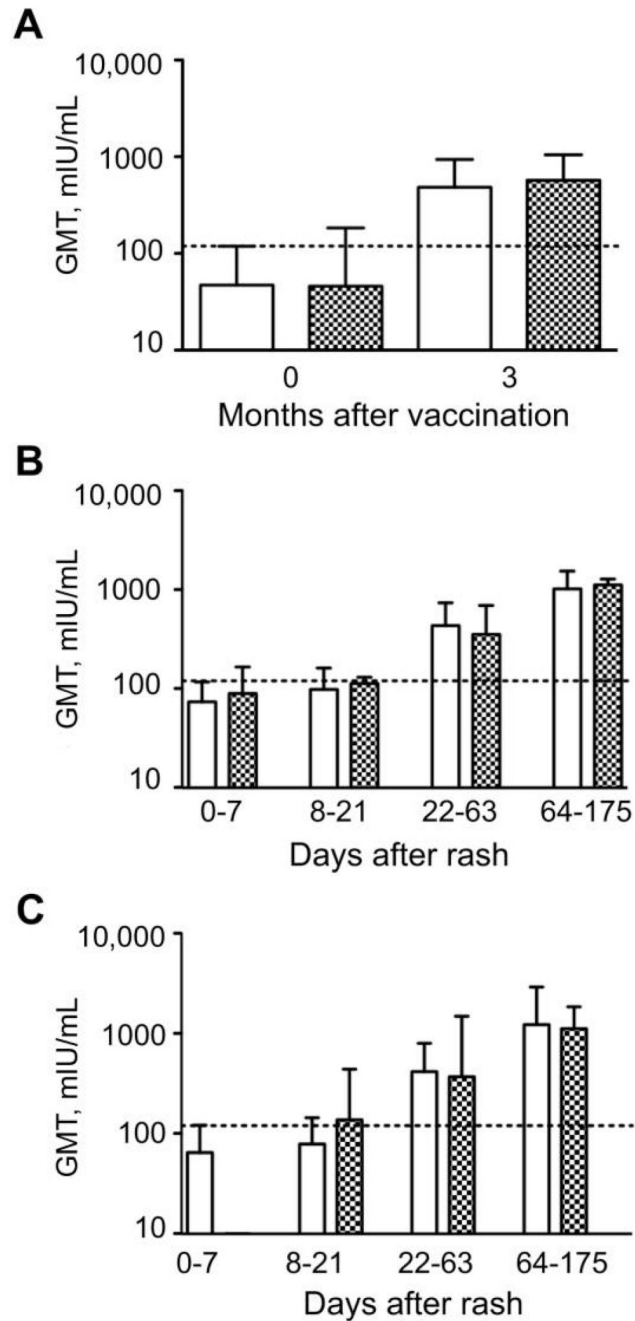 A
10,000
1000
100
10
GMT, mIU/mL
0 3
Months after vaccination
B
10,000
1000
100
10
GMT, mIU/mL
0-7 8-21 22-63 64-175
Days after rash
C
10,000
1000
100
10
GMT, mIU/mL
0-7 8-21 22-63 64-175
Days after rash